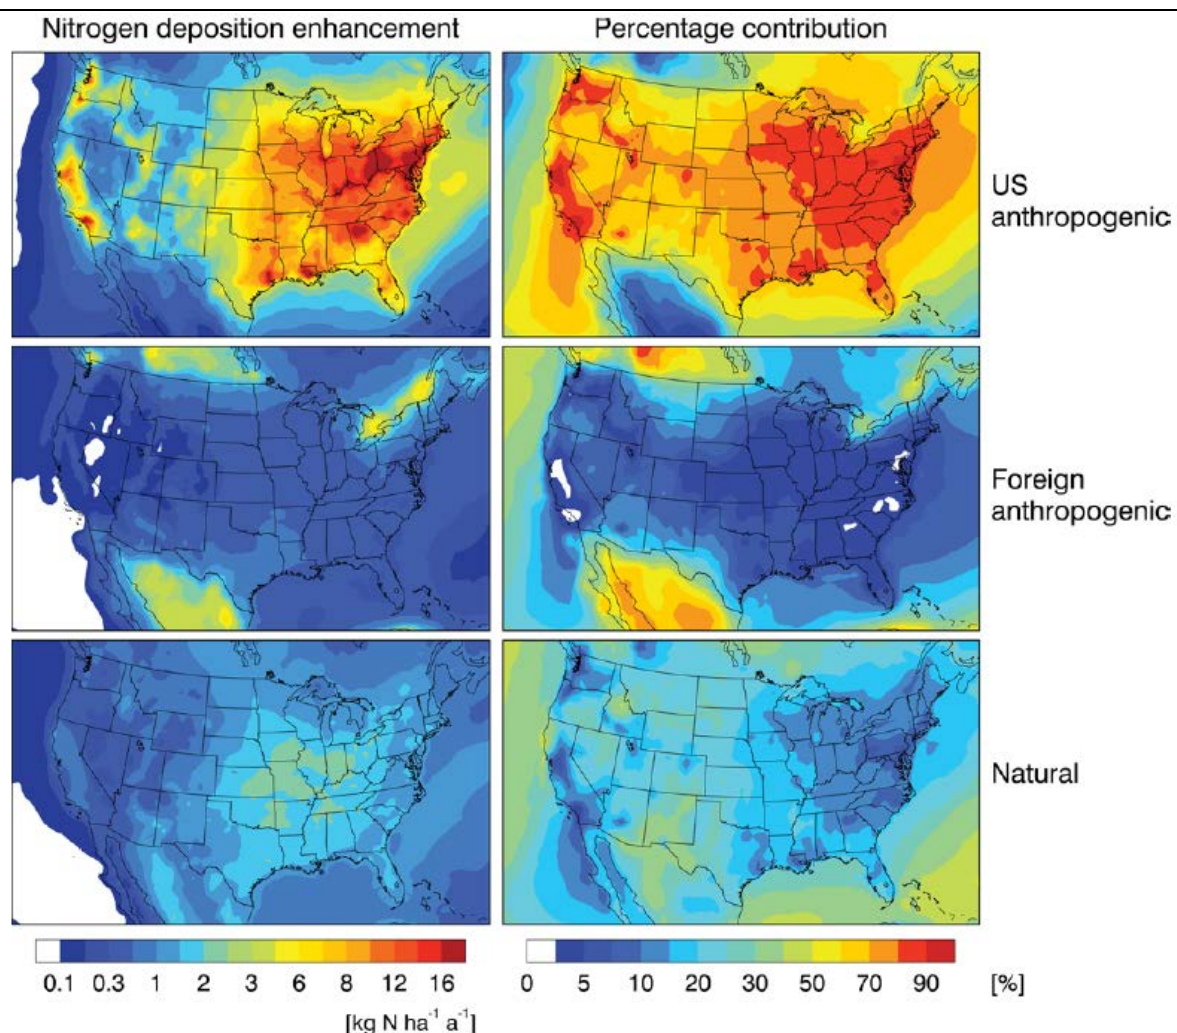 Nitrogen deposition enhancement
Percentage contribution
US
anthropogenic
Foreign
anthropogenic
Natural
0.1 0.3 1 2 3 6 8 12 16
[kg N ha⁻¹ a⁻¹]
0 5 10 20 30 50 70 90 [%]